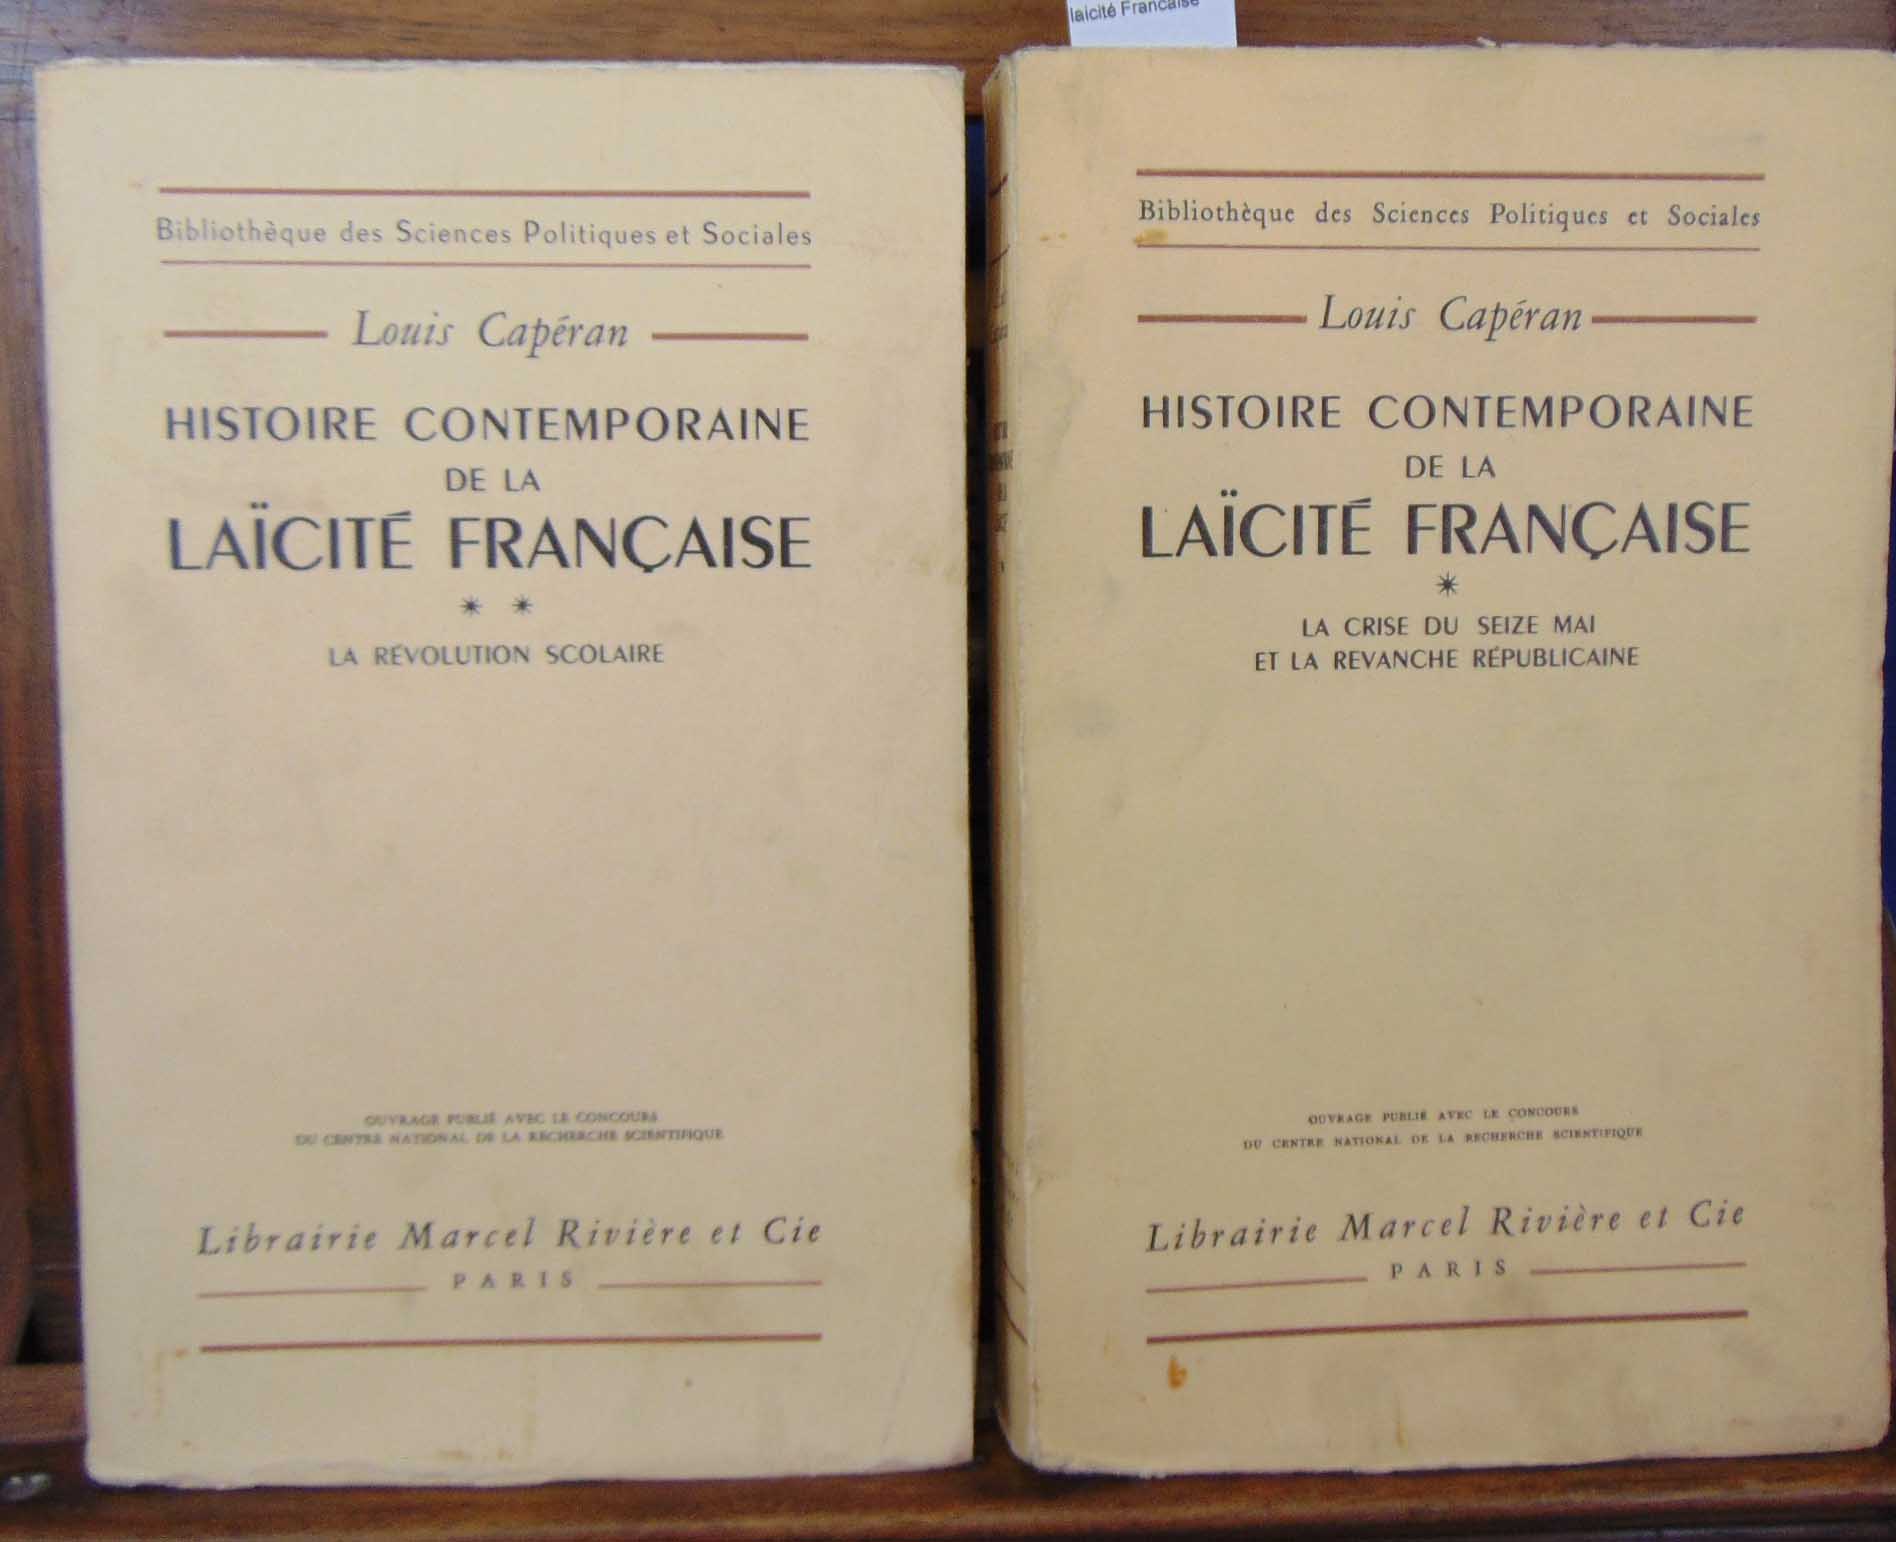 laicité Francaise
Bibliothèque des Sciences Politiques et Sociales
Louis Capéran
HISTOIRE CONTEMPORAINE
DE LA
LAÏCITÉ FRANÇAISE
* *
LA RÉVOLUTION SCOLAIRE
OUVRAGE PUBLIÉ AVEC LE CONCOURS
DU CENTRE NATIONAL DE LA RECHERCHE SCIENTIFIQUE
Librairie Marcel Rivière et Cie
PARIS
Bibliothèque des Sciences Politiques et Sociales
Louis Capéran
HISTOIRE CONTEMPORAINE
DE LA
LAÏCITÉ FRANÇAISE
*
LA CRISE DU SEIZE MAI
ET LA REVANCHE RÉPUBLICAINE
OUVRAGE PUBLIÉ AVEC LE CONCOURS
DU CENTRE NATIONAL DE LA RECHERCHE SCIENTIFIQUE
Librairie Marcel Rivière et Cie
PARIS